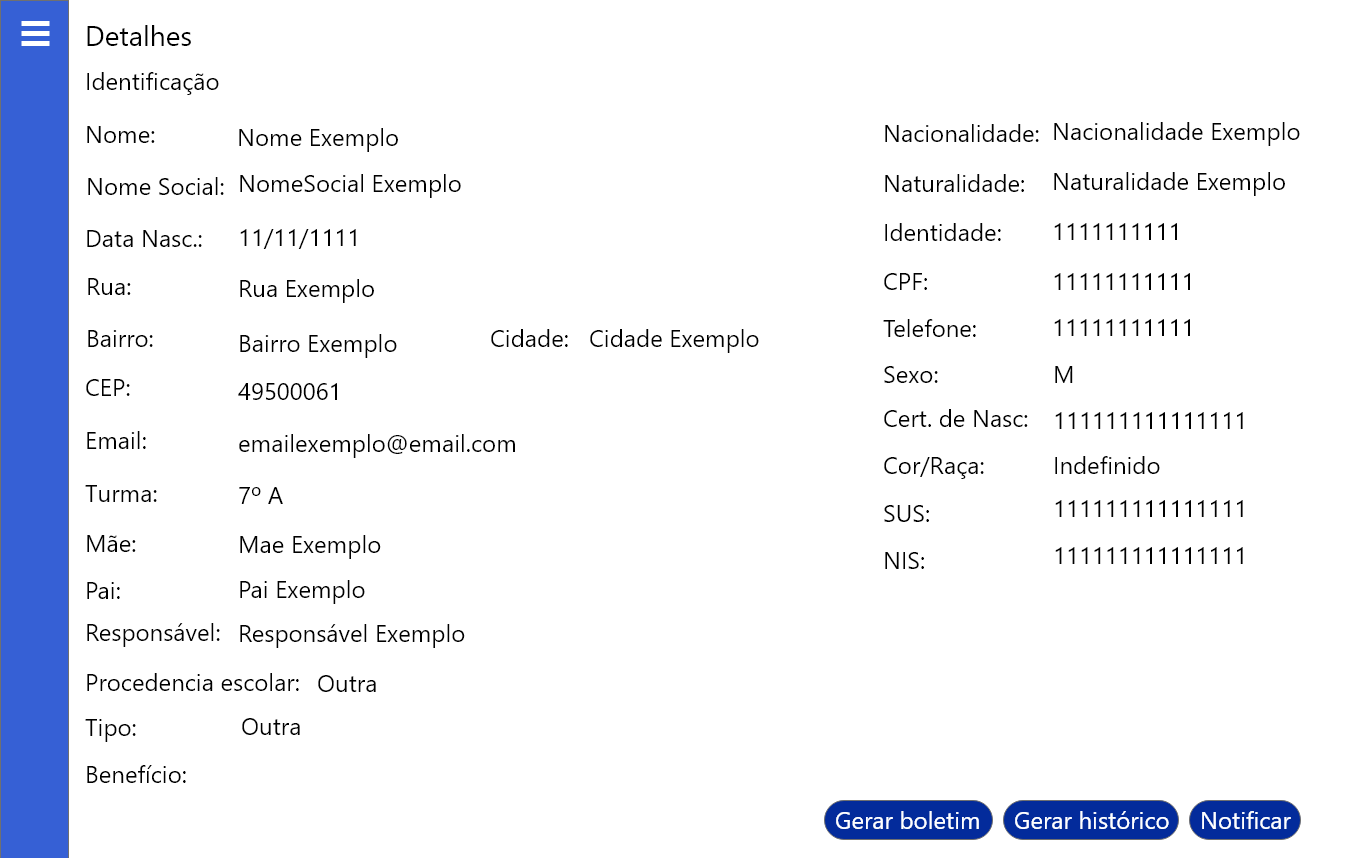 Detalhes
Identificação
Nome: Nome Exemplo
Nome Social: NomeSocial Exemplo
Data Nasc.: 11/11/1111
Rua: Rua Exemplo
Bairro: Bairro Exemplo Cidade: Cidade Exemplo
CEP: 49500061
Email: emailexemplo@email.com
Turma: 7º A
Mãe: Mae Exemplo
Pai: Pai Exemplo
Responsável: Responsável Exemplo
Procedencia escolar: Outra
Tipo: Outra
Benefício:
Nacionalidade: Nacionalidade Exemplo
Naturalidade: Naturalidade Exemplo
Identidade: 1111111111
CPF: 11111111111
Telefone: 11111111111
Sexo: M
Cert. de Nasc: 111111111111111
Cor/Raça: Indefinido
SUS: 111111111111111
NIS: 111111111111111
Gerar boletim Gerar histórico Notificar